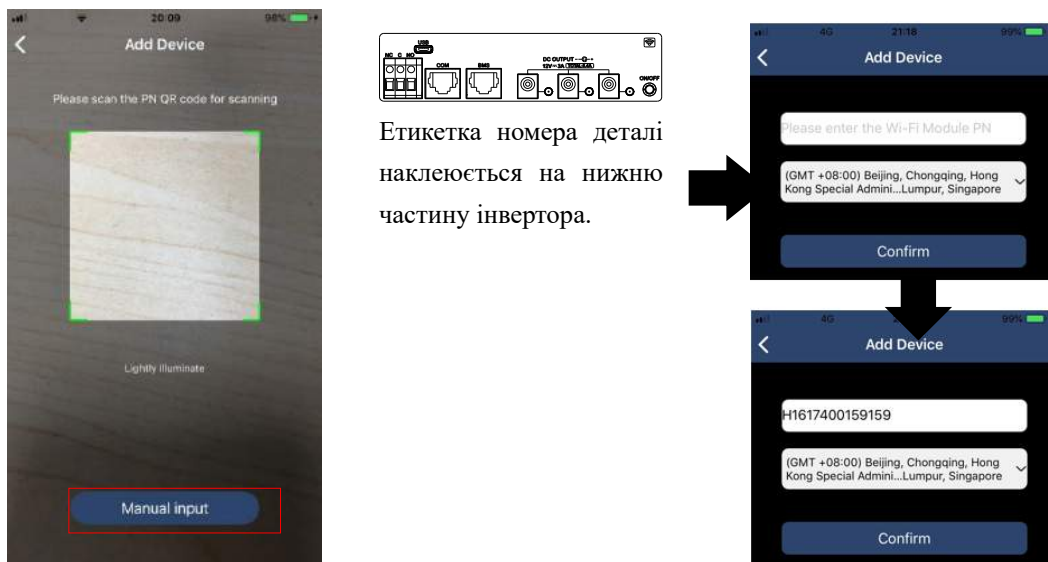 20:09
98%
Add Device
Please scan the PN QR code for scanning
Lightly Illuminate
Manual input
USB
NC C NO
COM
BMS
DC OUTPUT
ON/OFF
Етикетка номера деталі
наклеюється на нижню
частину інвертора.
4G 21:18 99%
Add Device
Please enter the Wi-Fi Module PN
(GMT +08:00) Beijing, Chongqing, Hong
Kong Special Admini...Lumpur, Singapore
Confirm
4G 99%
Add Device
H1617400159159
(GMT +08:00) Beijing, Chongqing, Hong
Kong Special Admini...Lumpur, Singapore
Confirm